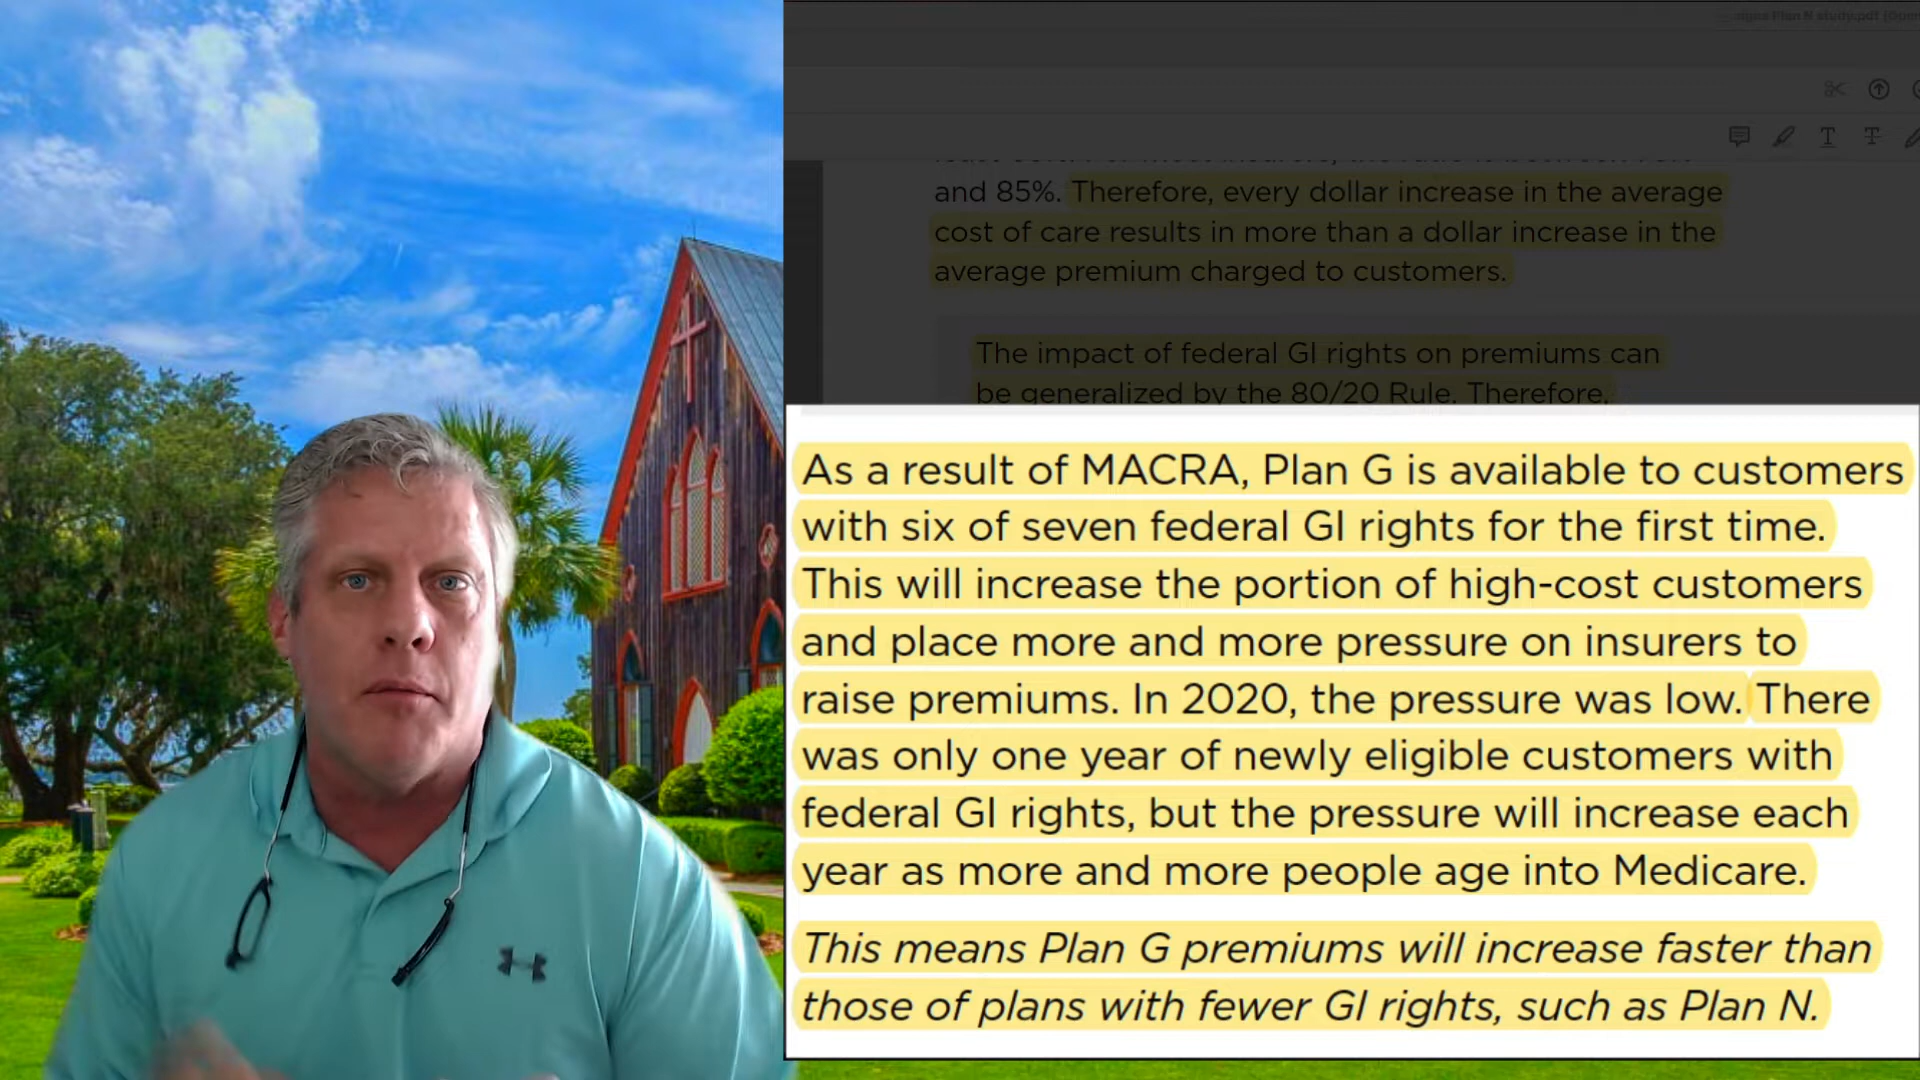 Plan N study.pdf
and 85%. Therefore, every dollar increase in the average
cost of care results in more than a dollar increase in the
average premium charged to customers.
The impact of federal GI rights on premiums can
be generalized by the 80/20 Rule. Therefore,
As a result of MACRA, Plan G is available to customers
with six of seven federal GI rights for the first time.
This will increase the portion of high-cost customers
and place more and more pressure on insurers to
raise premiums. In 2020, the pressure was low. There
was only one year of newly eligible customers with
federal GI rights, but the pressure will increase each
year as more and more people age into Medicare.
This means Plan G premiums will increase faster than
those of plans with fewer GI rights, such as Plan N.